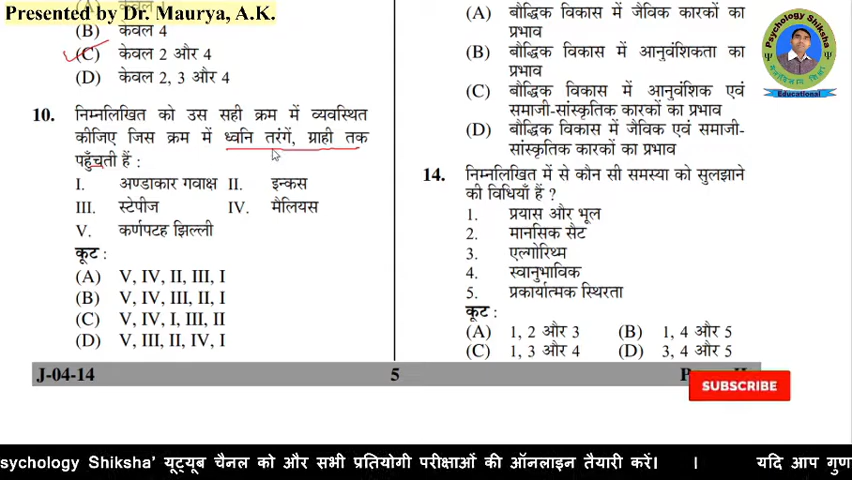 Presented by Dr. Maurya, A.K.
(B) केवल 4
(C) केवल 2 और 4
(D) केवल 2, 3 और 4
10. निम्नलिखित को उस सही क्रम में व्यवस्थित
कीजिए जिस क्रम में ध्वनि तरंगें, ग्राही तक
पहुँचती हैं :
I. अण्डाकार गवाक्ष II. इन्कस
III. स्टेपीज IV. मैलियस
V. कर्णपटह झिल्ली
कूट :
(A) V, IV, II, III, I
(B) V, IV, III, II, I
(C) V, IV, I, III, II
(D) V, III, II, IV, I
(A) बौद्धिक विकास में जैविक कारकों का
प्रभाव
(B) बौद्धिक विकास में आनुवंशिकता का
प्रभाव
(C) बौद्धिक विकास में आनुवंशिक एवं
समाजी-सांस्कृतिक कारकों का प्रभाव
(D) बौद्धिक विकास में जैविक एवं समाजी-
सांस्कृतिक कारकों का प्रभाव
14. निम्नलिखित में से कौन सी समस्या को सुलझाने
की विधियाँ हैं ?
1. प्रयास और भूल
2. मानसिक सैट
3. एल्गोरिथ्म
4. स्वानुभाविक
5. प्रकार्यात्मक स्थिरता
कूट :
(A) 1, 2 और 3 (B) 1, 4 और 5
(C) 1, 3 और 4 (D) 3, 4 और 5
J-04-14 5
Psychology Shiksha
Educational
SUBSCRIBE
sychology Shiksha' यूट्यूब चैनल को और सभी प्रतियोगी परीक्षाओं की ऑनलाइन तैयारी करें। । यदि आप गुण